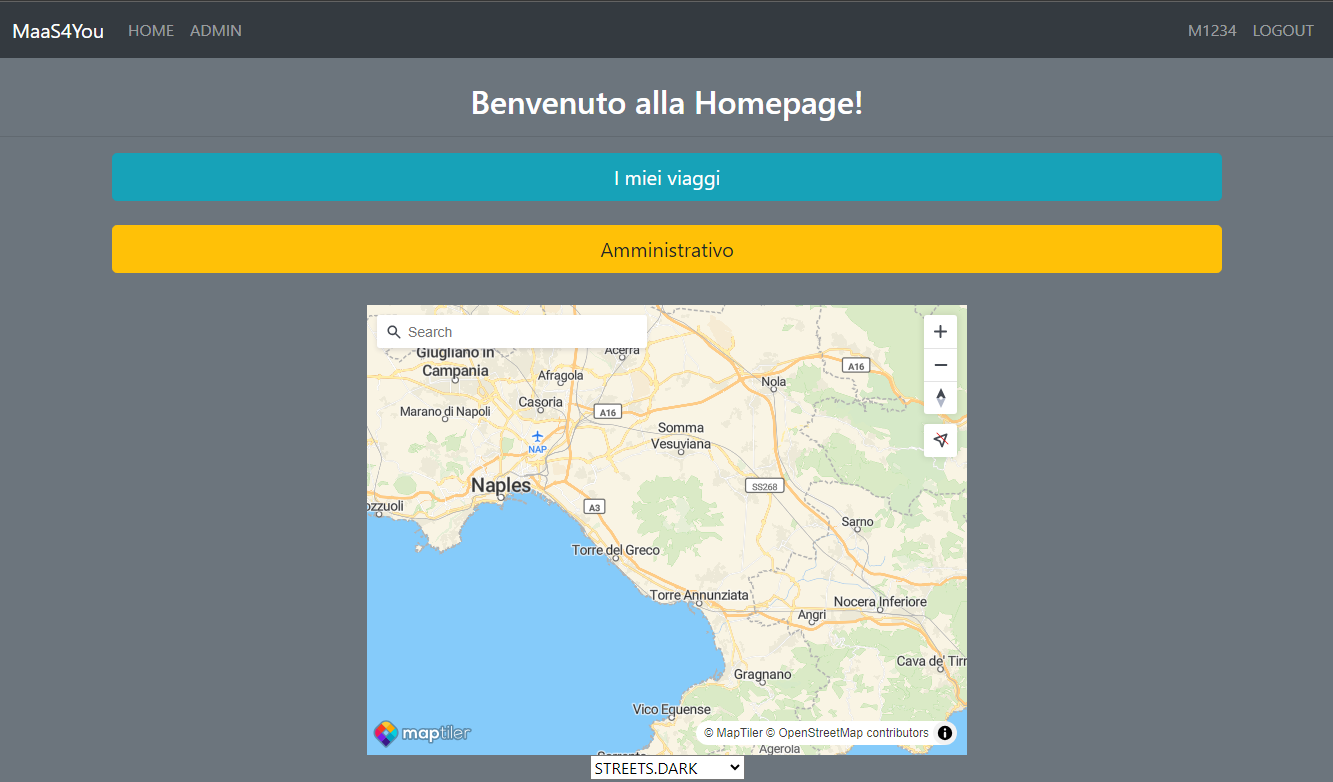 MaaS4You HOME ADMIN M1234 LOGOUT
Benvenuto alla Homepage!
I miei viaggi
Amministrativo
Search
Giugliano in
Campania
Acerra
Afragola
Nola
A16
Casoria
Marano di Napoli
A16
Somma
Vesuviana
NAP
Naples
SS268
ozzuoli
A3
Sarno
Torre del Greco
Torre Annunziata
Nocera Inferiore
Angri
Cava de' Tirr
Gragnano
Vico Equense
maptiler
© MapTiler © OpenStreetMap contributors
Agerola
STREETS.DARK